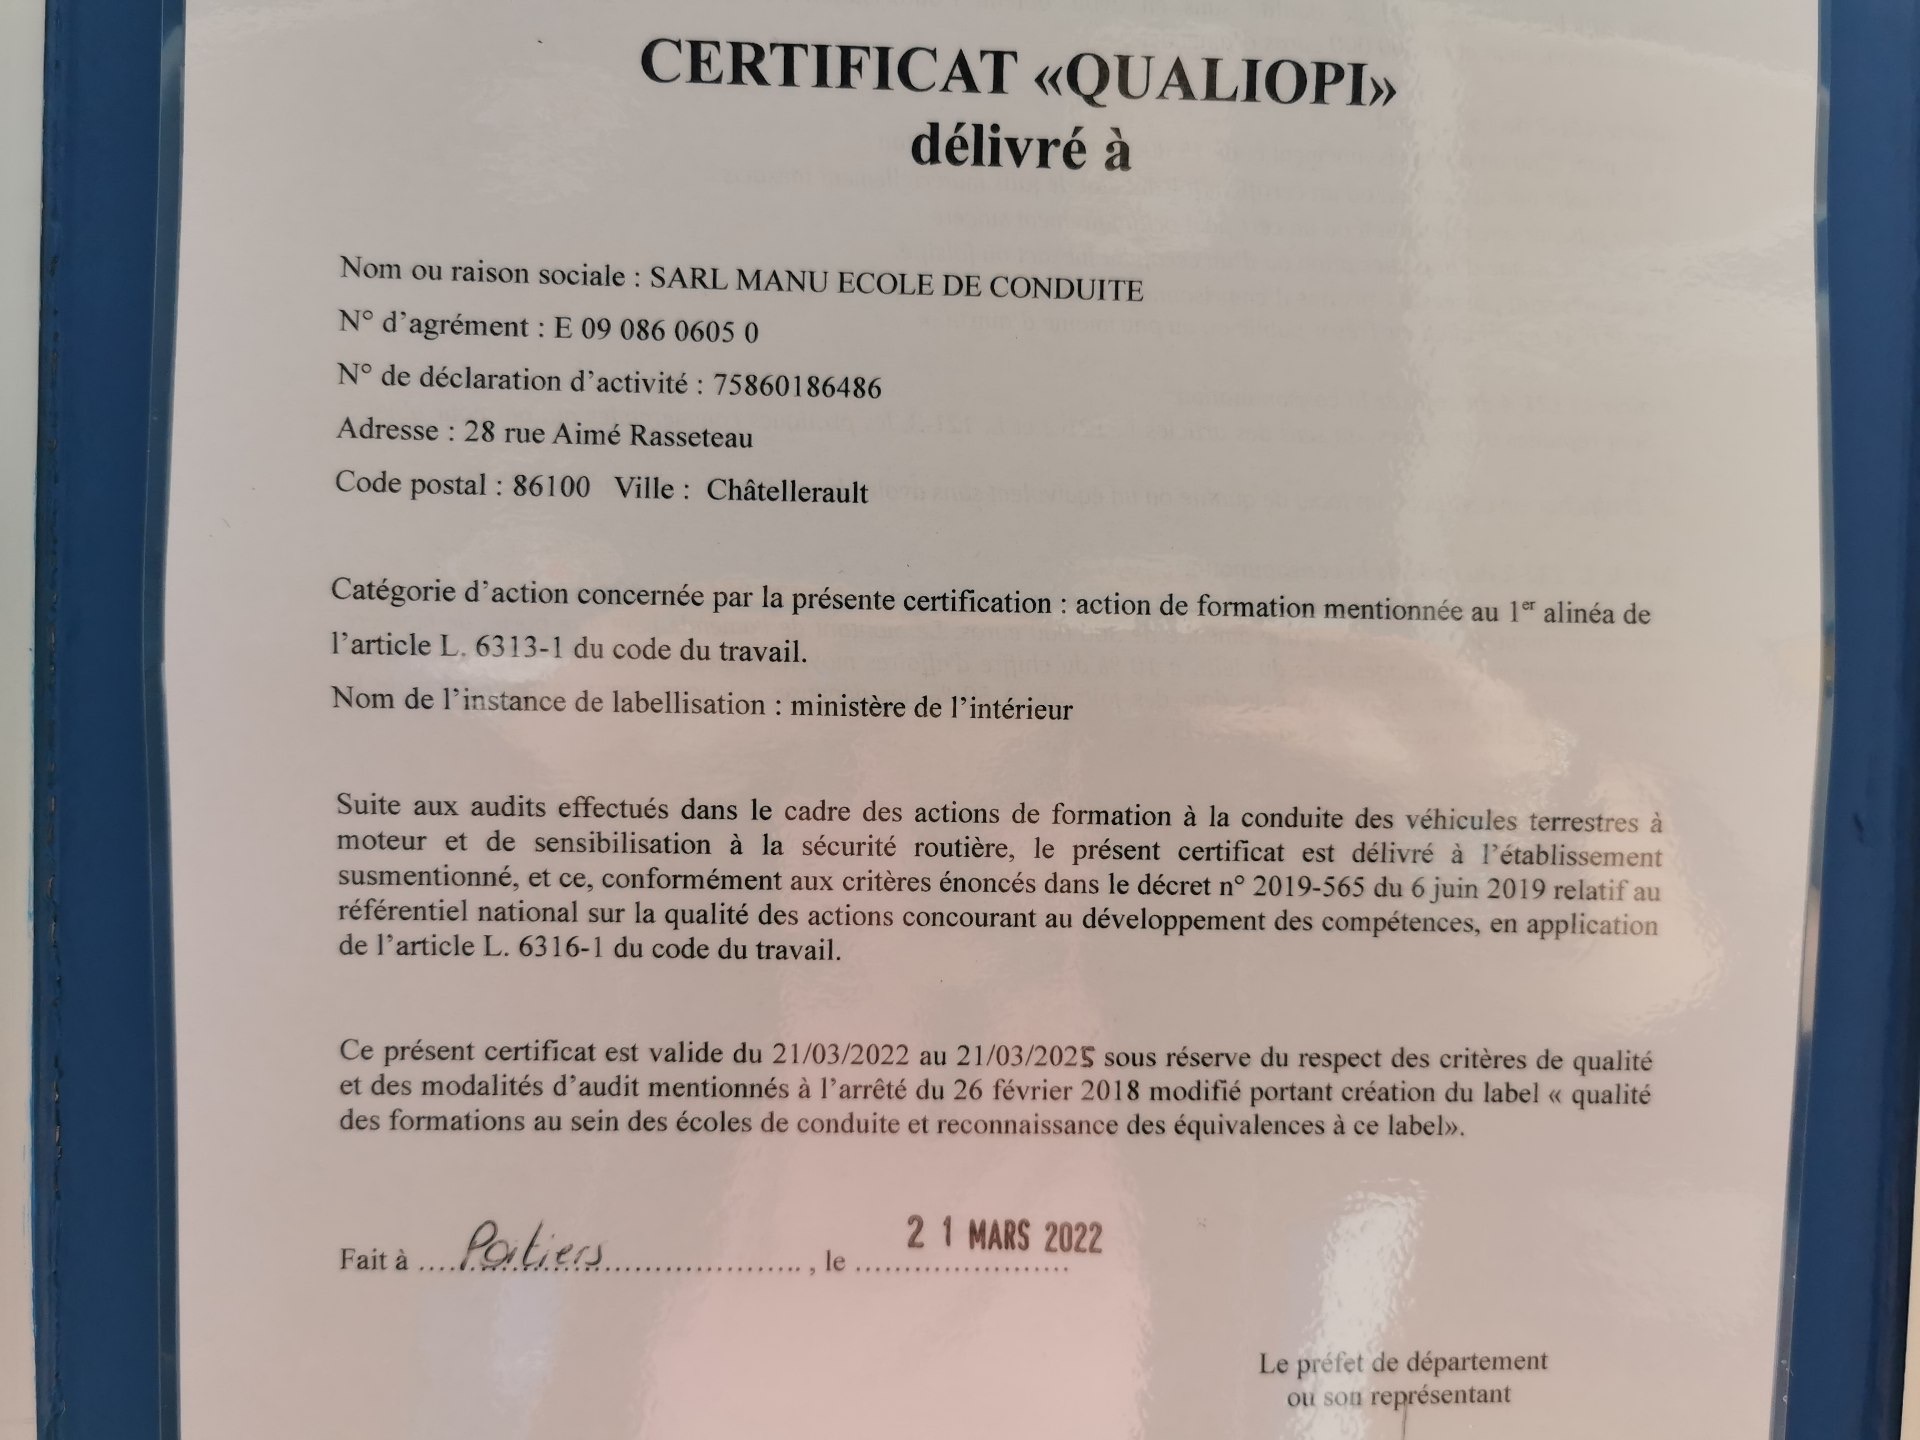 CERTIFICAT «QUALIOPI»
délivré à
Nom ou raison sociale : SARL MANU ECOLE DE CONDUITE
N° d'agrément : E 09 086 0605 0
N° de déclaration d'activité : 75860186486
Adresse : 28 rue Aimé Rasseteau
Code postal : 86100 Ville : Châtellerault
Catégorie d'action concernée par la présente certification : action de formation mentionnée au 1er alinéa de
l'article L. 6313-1 du code du travail.
Nom de l'instance de labellisation : ministère de l'intérieur
Suite aux audits effectués dans le cadre des actions de formation à la conduite des véhicules terrestres à
moteur et de sensibilisation à la sécurité routière, le présent certificat est délivré à l'établissement
susmentionné, et ce, conformément aux critères énoncés dans le décret n° 2019-565 du 6 juin 2019 relatif au
référentiel national sur la qualité des actions concourant au développement des compétences, en application
de l'article L. 6316-1 du code du travail.
Ce présent certificat est valide du 21/03/2022 au 21/03/2025 sous réserve du respect des critères de qualité
et des modalités d'audit mentionnés à l'arrêté du 26 février 2018 modifié portant création du label « qualité
des formations au sein des écoles de conduite et reconnaissance des équivalences à ce label».
Fait à .... Poitiers ..........................., le 21 MARS 2022
Le préfet de département
ou son représentant